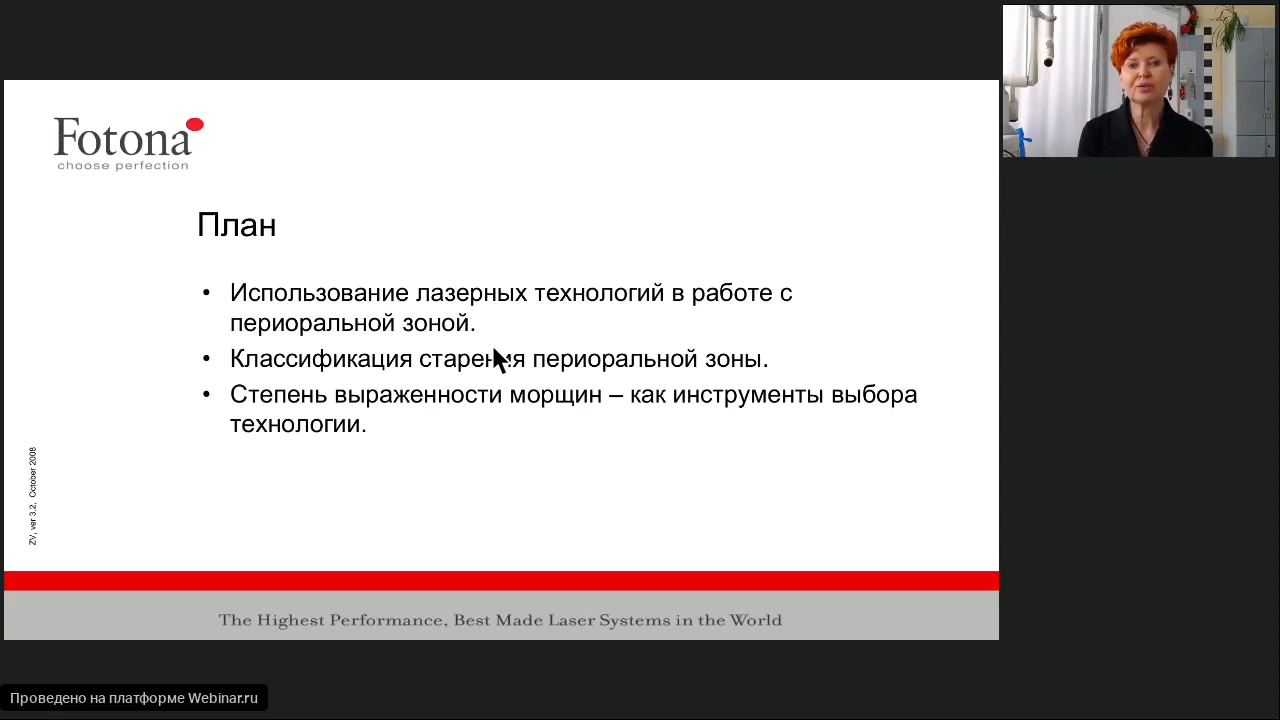 Fotona
choose perfection
План
• Использование лазерных технологий в работе с
периоральной зоной.
• Классификация старения периоральной зоны.
• Степень выраженности морщин – как инструменты выбора
технологии.
ZV, ver 3.2, October 2008
The Highest Performance, Best Made Laser Systems in the World
Проведено на платформе Webinar.ru